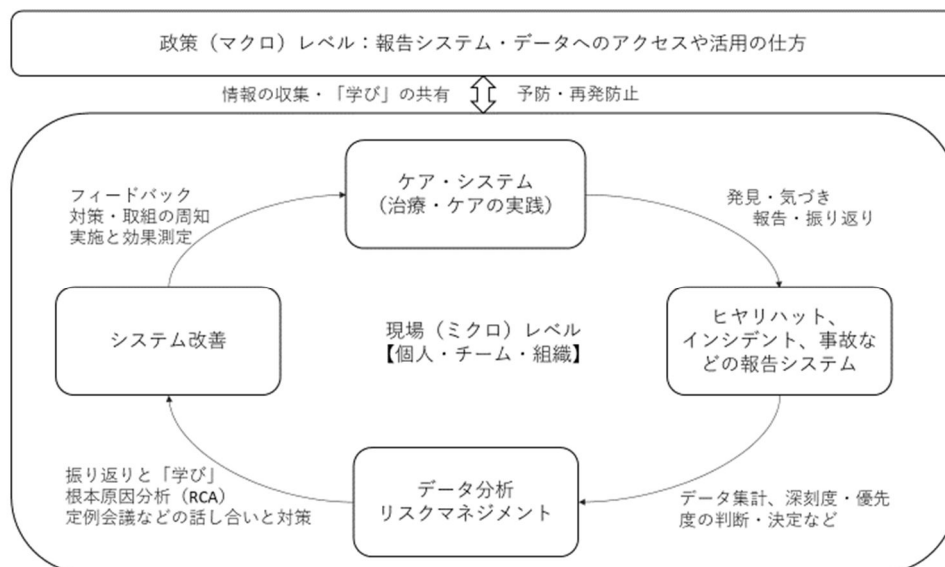 政策（マクロ）レベル：報告システム・データへのアクセスや活用の仕方
情報の収集・「学び」の共有
予防・再発防止
ケア・システム
（治療・ケアの実践）
フィードバック
対策・取組の周知
実施と効果測定
発見・気づき
報告・振り返り
システム改善
現場（ミクロ）レベル
【個人・チーム・組織】
ヒヤリハット、
インシデント、事故な
どの報告システム
振り返りと「学び」
根本原因分析（RCA）
定例会議などの話し合いと対策
データ分析
リスクマネジメント
データ集計、深刻度・優先
度の判断・決定など